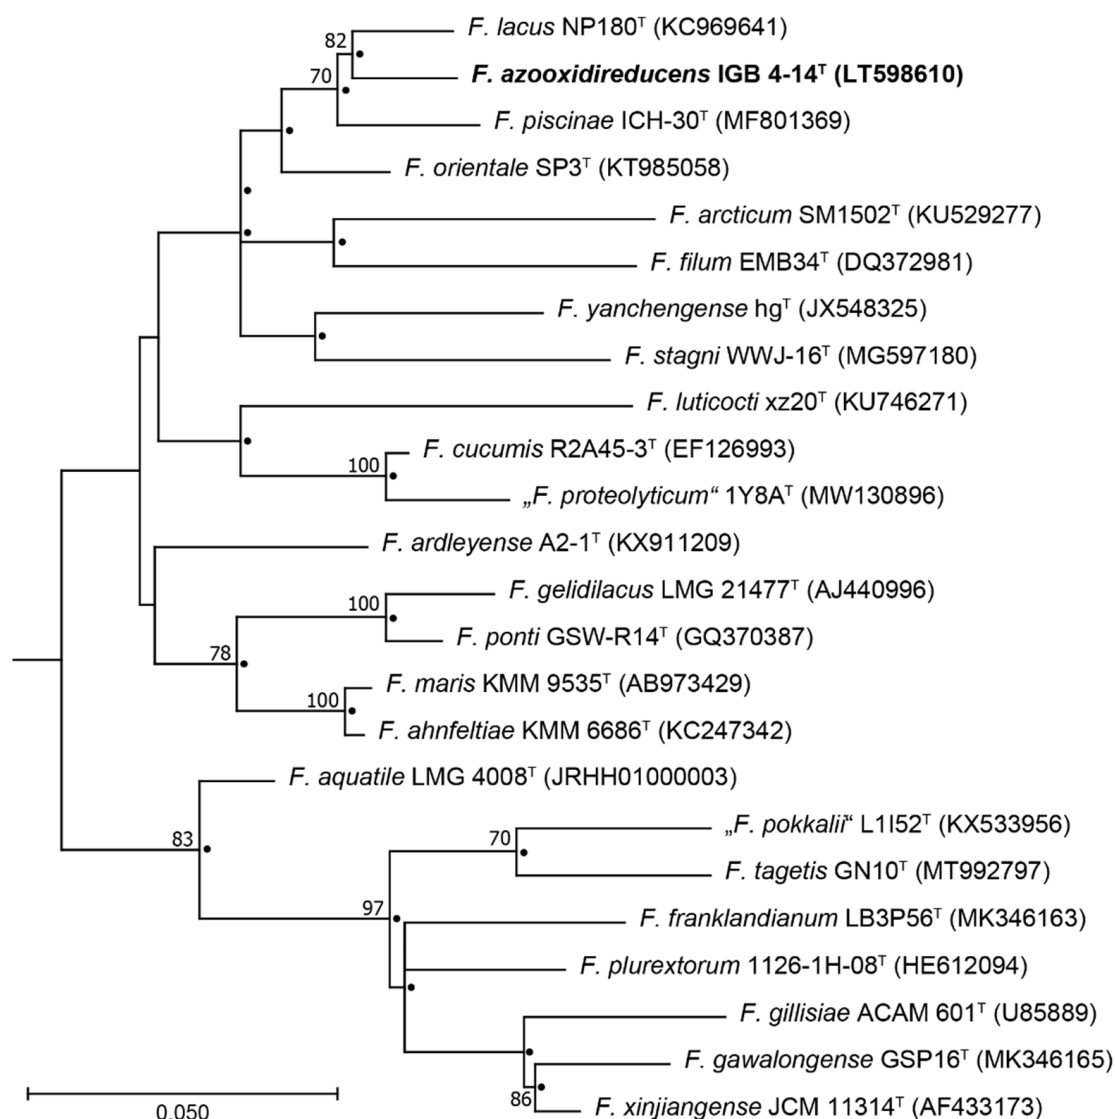 82
F. lacus NP180ᵀ (KC969641)
70
F. azooxidireducens IGB 4-14ᵀ (LT598610)
F. piscinae ICH-30ᵀ (MF801369)
F. orientale SP3ᵀ (KT985058)
F. arcticum SM1502ᵀ (KU529277)
F. filum EMB34ᵀ (DQ372981)
F. yanchengense hgᵀ (JX548325)
F. stagni WWJ-16ᵀ (MG597180)
F. luticocti xz20ᵀ (KU746271)
F. cucumis R2A45-3ᵀ (EF126993)
100
„F. proteolyticum“ 1Y8Aᵀ (MW130896)
F. ardleyense A2-1ᵀ (KX911209)
F. gelidilacus LMG 21477ᵀ (AJ440996)
100
F. ponti GSW-R14ᵀ (GQ370387)
78
F. maris KMM 9535ᵀ (AB973429)
100
F. ahnfeltiae KMM 6686ᵀ (KC247342)
F. aquatile LMG 4008ᵀ (JRHH01000003)
83
„F. pokkalii“ L1I52ᵀ (KX533956)
70
F. tagetis GN10ᵀ (MT992797)
97
F. franklandianum LB3P56ᵀ (MK346163)
F. plurextorum 1126-1H-08ᵀ (HE612094)
F. gillisiae ACAM 601ᵀ (U85889)
F. gawalongense GSP16ᵀ (MK346165)
86
F. xinjiangense JCM 11314ᵀ (AF433173)
0.050